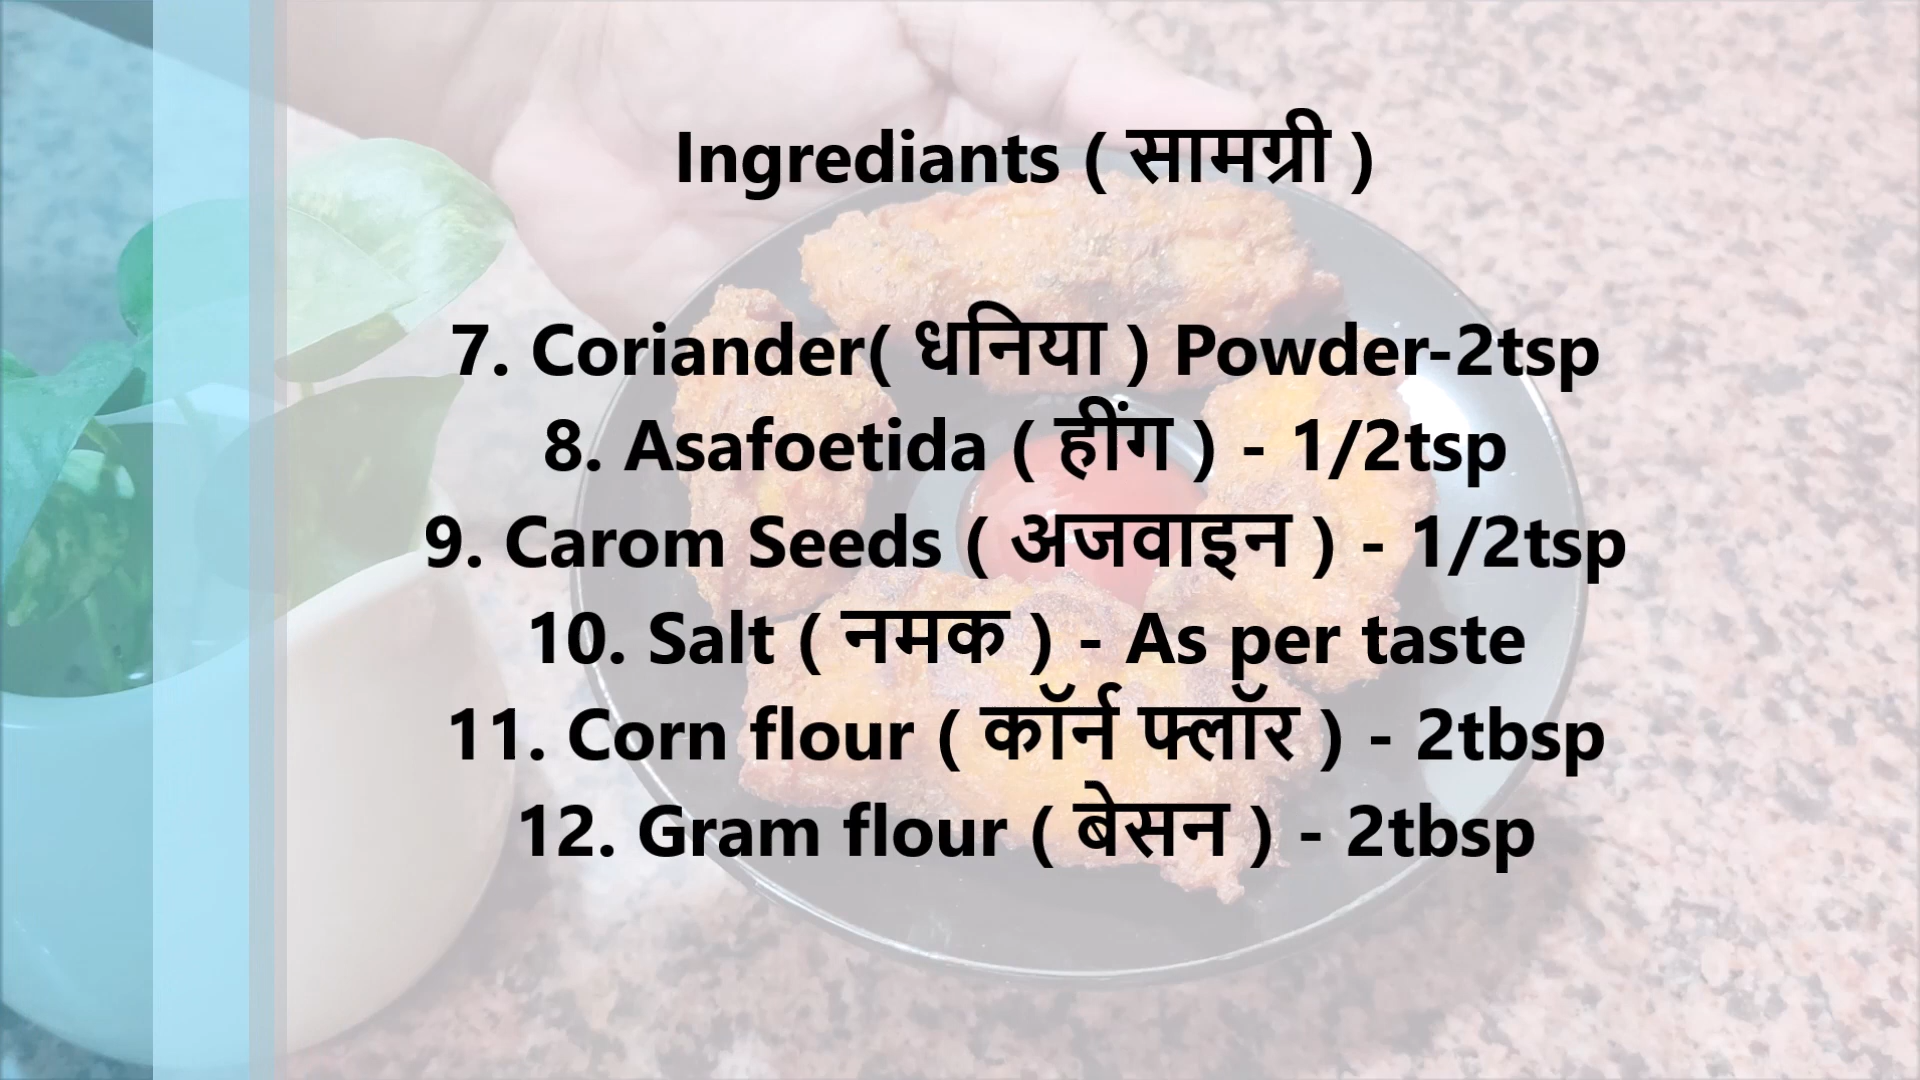 Ingrediants ( सामग्री )
7. Coriander( धनिया ) Powder-2tsp
8. Asafoetida ( हींग ) - 1/2tsp
9. Carom Seeds ( अजवाइन ) - 1/2tsp
10. Salt ( नमक ) - As per taste
11. Corn flour ( कॉर्न फ्लॉर ) - 2tbsp
12. Gram flour ( बेसन ) - 2tbsp